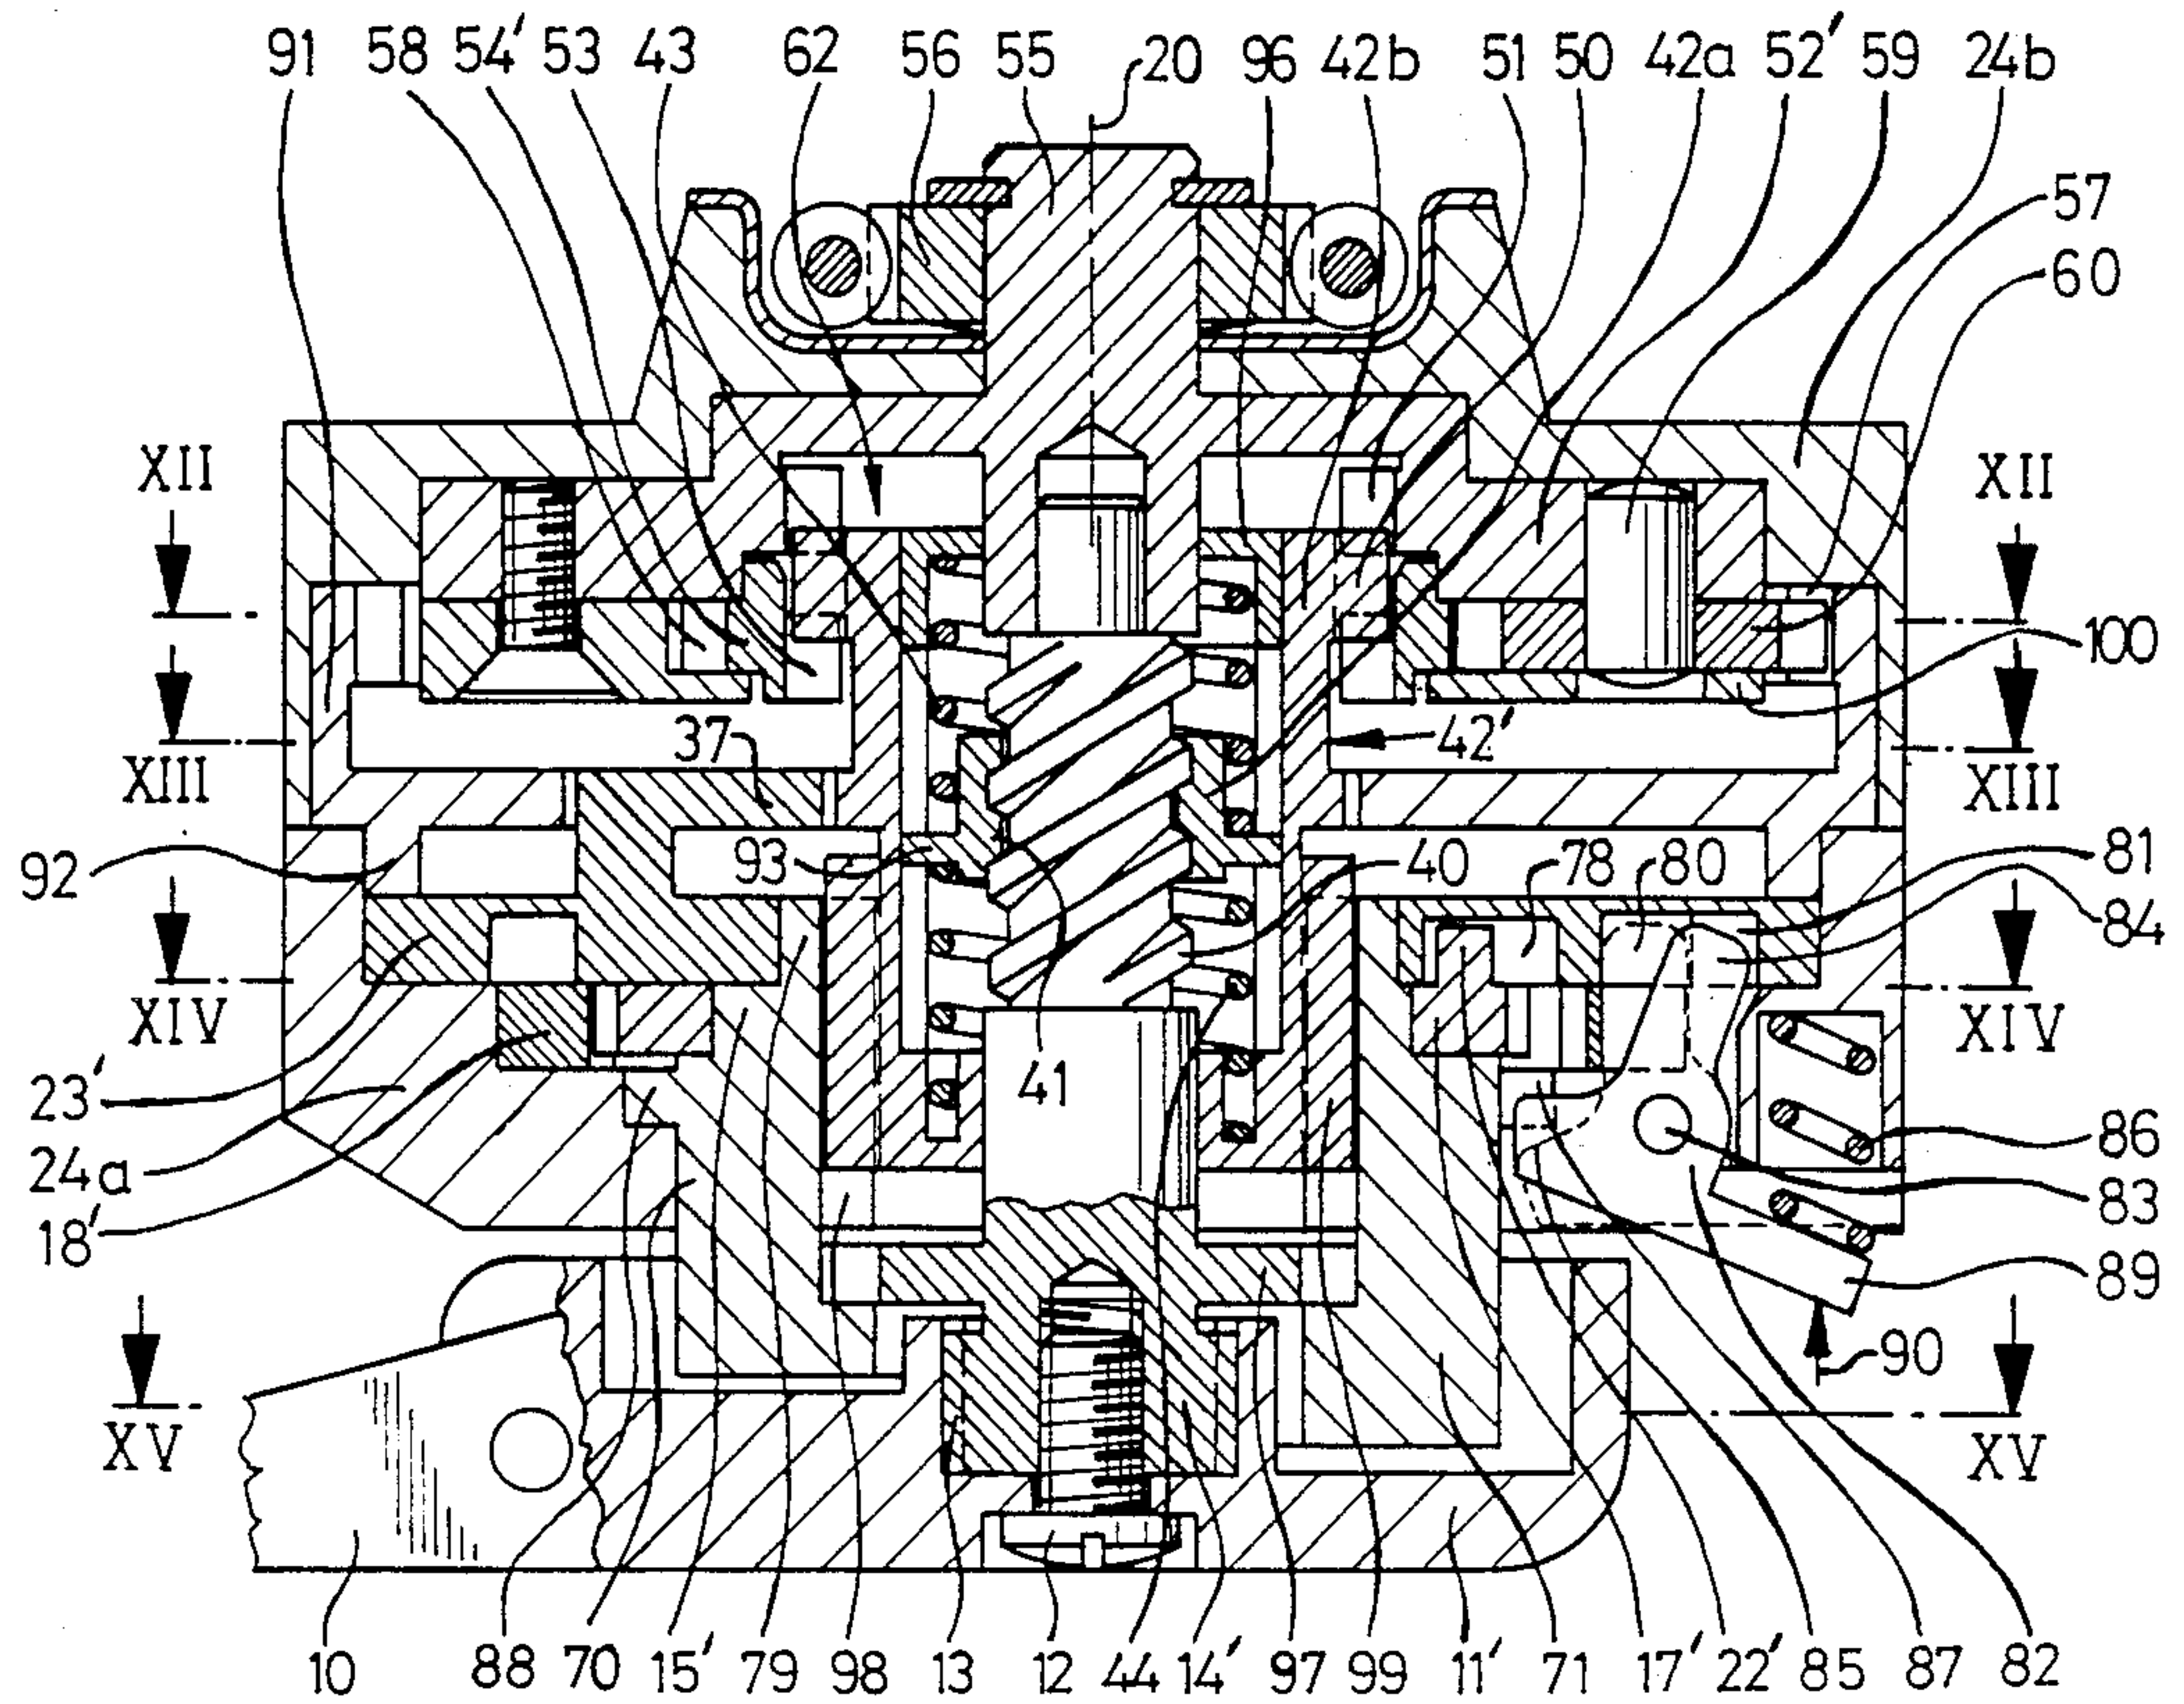 91 58 54' 53 43 62 56 55 20 96 42b 51 50 42a 52' 59 24b
57
60
XII XII
100
37 42'
XIII XIII
92 93 40 78 80 81
84
XIV XIV
23' 41
86
24a
83
18'
89
90
XV XV
10 88 70 15' 79 98 13 12 44 14' 97 99 11' 71 17' 22' 85 87 82